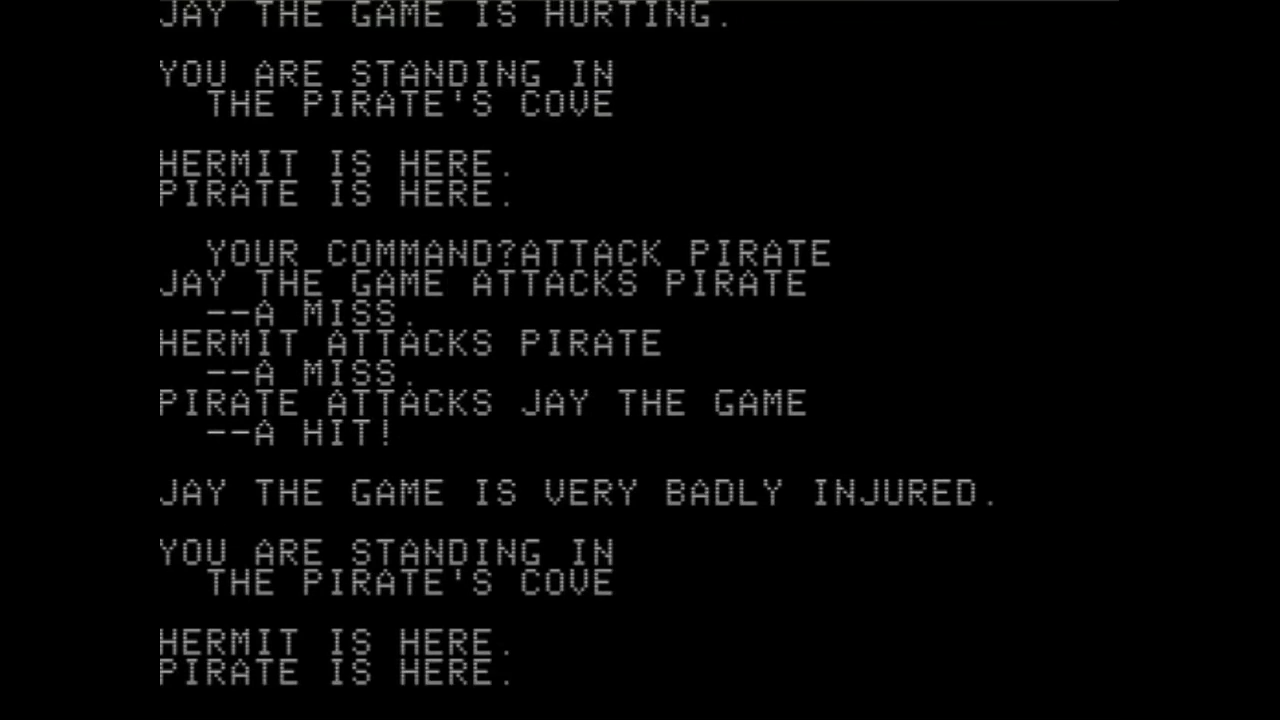 JAY THE GAME IS HURTING.
YOU ARE STANDING IN
THE PIRATE'S COVE
HERMIT IS HERE.
PIRATE IS HERE.
YOUR COMMAND?ATTACK PIRATE
JAY THE GAME ATTACKS PIRATE
--A MISS.
HERMIT ATTACKS PIRATE
--A MISS.
PIRATE ATTACKS JAY THE GAME
--A HIT!
JAY THE GAME IS VERY BADLY INJURED.
YOU ARE STANDING IN
THE PIRATE'S COVE
HERMIT IS HERE.
PIRATE IS HERE.